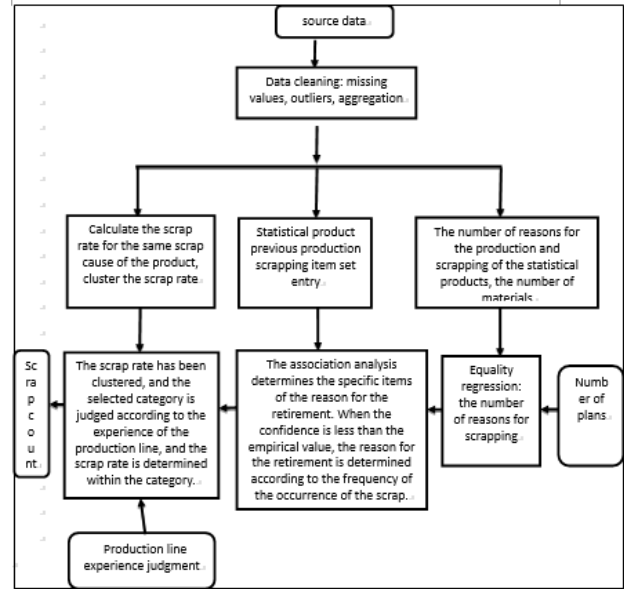 source data
Data cleaning: missing
values, outliers, aggregation
Calculate the scrap
rate for the same scrap
cause of the product,
cluster the scrap rate
Statistical product
previous production
scrapping item set
entry
The number of reasons for
the production and
scrapping of the statistical
products, the number of
materials
Sc
ra
p
c
o
u
nt
The scrap rate has been
clustered, and the
selected category is
judged according to the
experience of the
production line, and the
scrap rate is determined
within the category.
The association analysis
determines the specific items
of the reason for the
retirement. When the
confidence is less than the
empirical value, the reason for
the retirement is determined
according to the frequency of
the occurrence of the scrap.
Equality
regression:
the number
of reasons for
scrapping
Numb
er of
plans
Production line
experience judgment